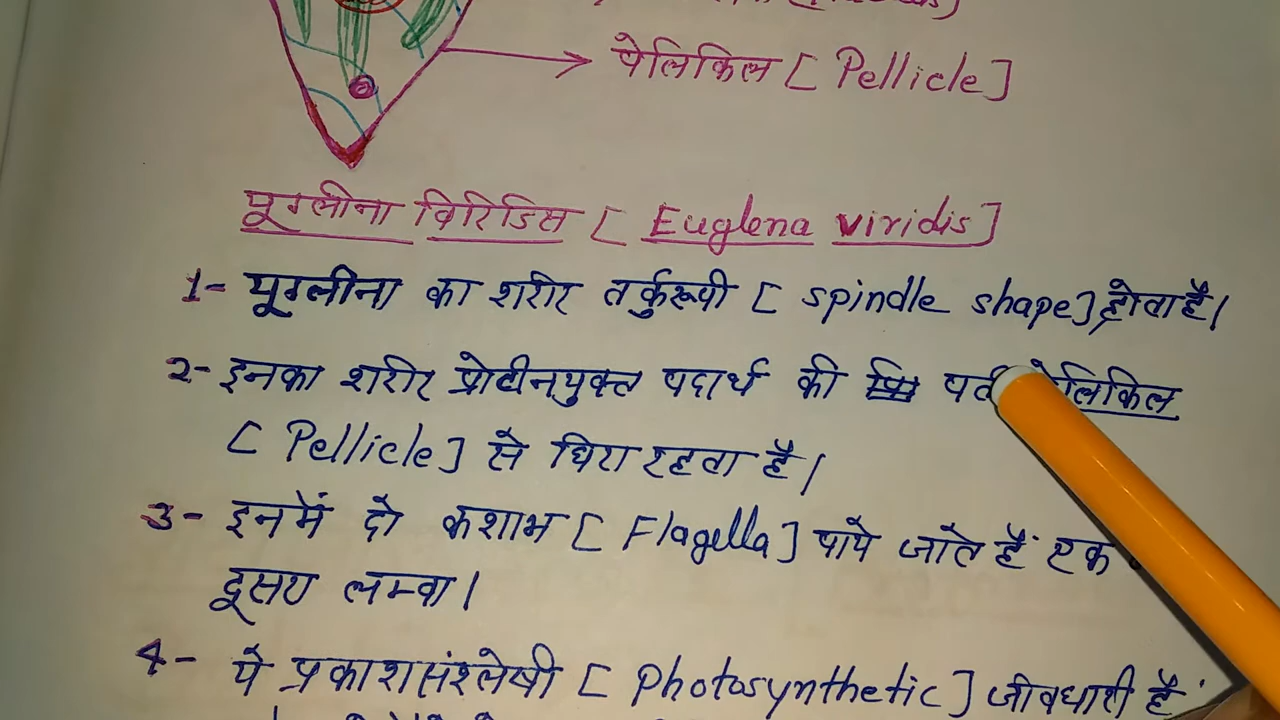 पेलिकिल [ Pellicle ]
यूग्लीना विरिडिस [ Euglena viridis ]
1- यूग्लीना का शरीर तर्कुरूपी [ spindle shape ] होता है।
2- इनका शरीर प्रोटीनयुक्त पदार्थ की पर्त पेलिकिल
[ Pellicle ] से घिरा रहता है।
3- इनमें दो कशाभ [ Flagella ] पाये जाते हैं एक
दूसरा लम्बा।
4- ये प्रकाशसंश्लेषी [ Photosynthetic ] जीवधारी हैं